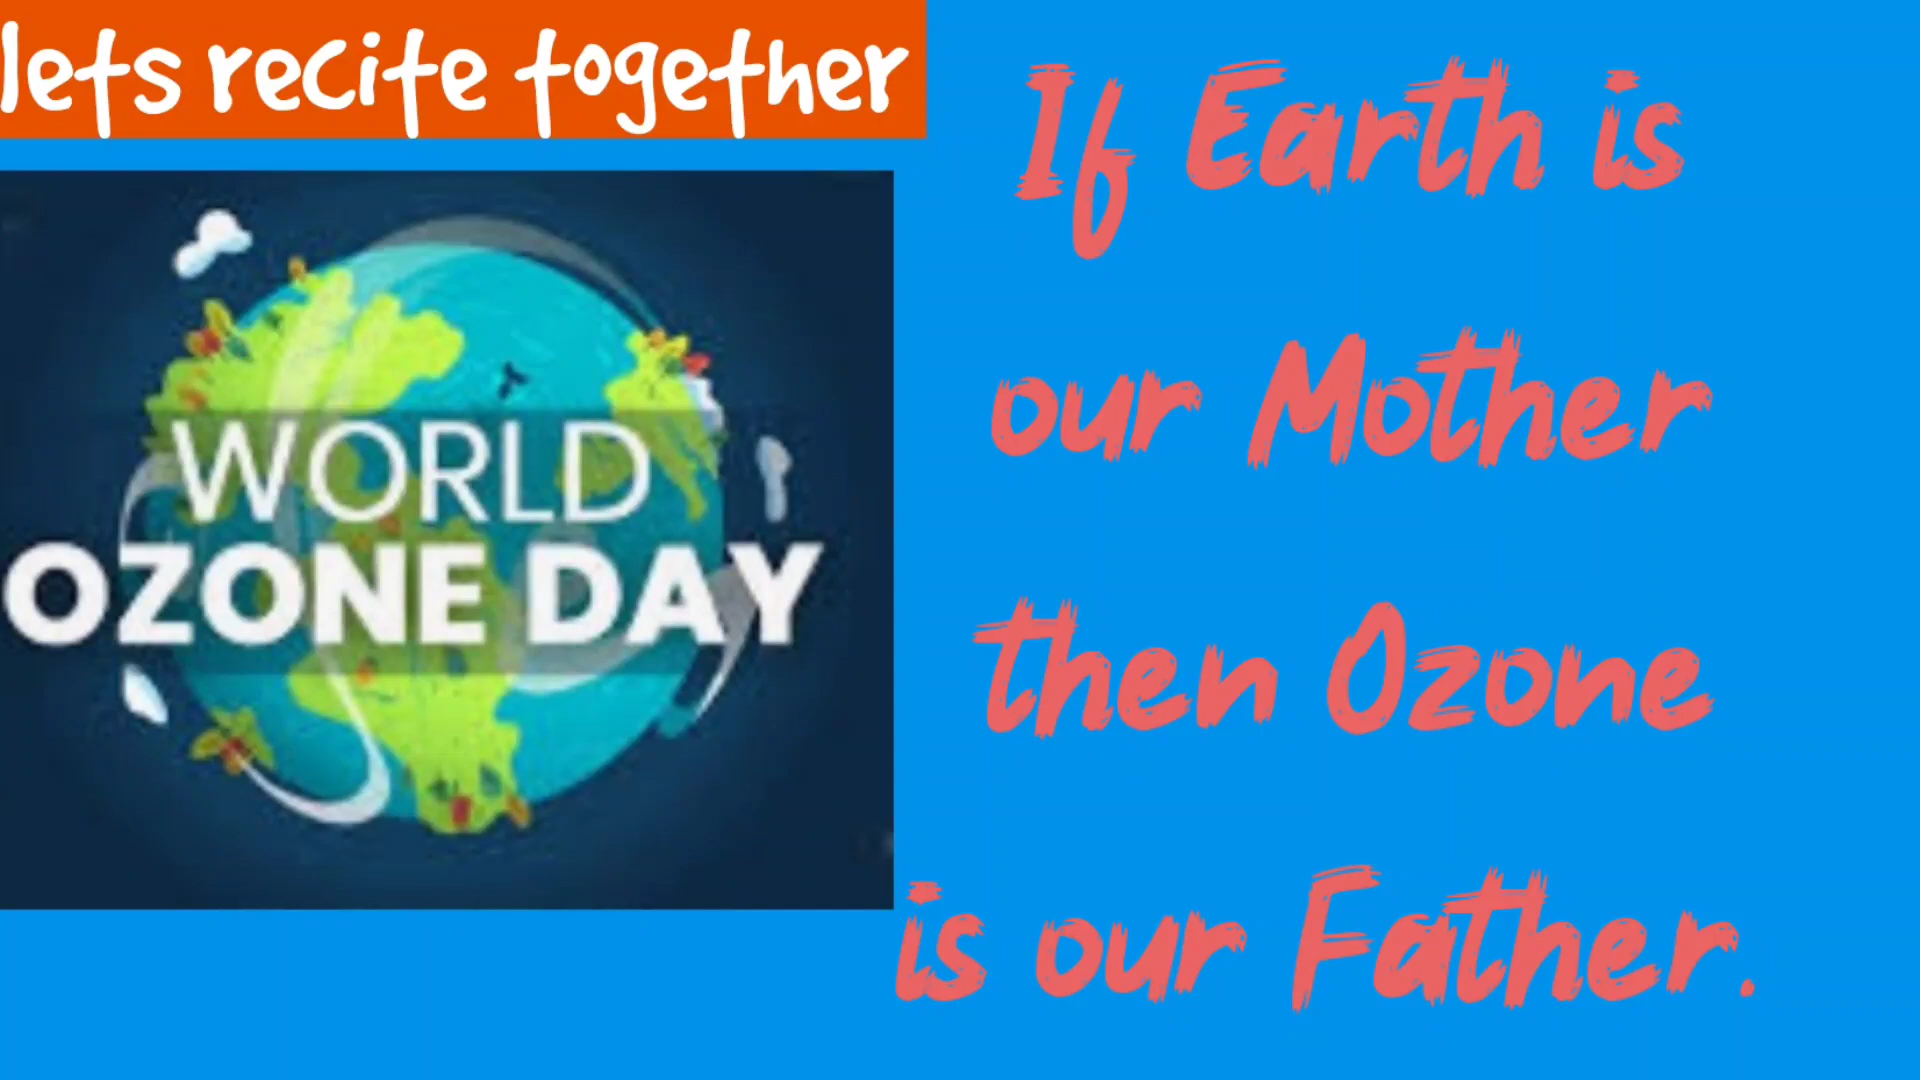 lets recite together
WORLD
OZONE DAY
If Earth is
our Mother
then Ozone
is our Father.